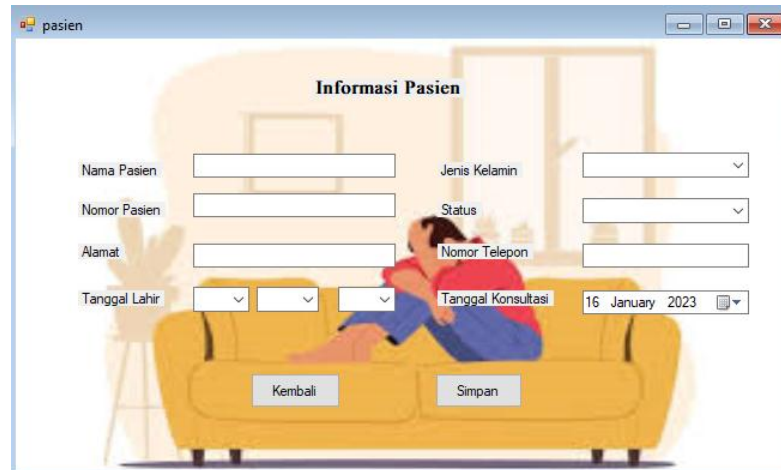 pasien
Informasi Pasien
Nama Pasien
Jenis Kelamin
Nomor Pasien
Status
Alamat
Nomor Telepon
Tanggal Lahir
Tanggal Konsultasi
16 January 2023
Kembali
Simpan